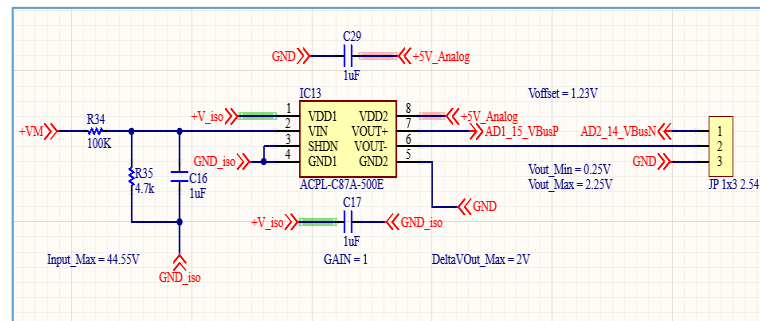 C29
GND
+5V_Analog
1uF
IC13
Voffset = 1.23V
+V_iso
1
VDD1
VDD2
8
+5V_Analog
R34
+VM
2
VIN
VOUT+
7
AD1_15_VBusP
AD2_14_VBusN
1
100K
3
SHDN
VOUT-
6
2
GND_iso
4
GND1
GND2
5
GND
3
R35
4.7k
C16
1uF
ACPL-C87A-500E
Vout_Min = 0.25V
Vout_Max = 2.25V
JP 1x3 2.54
C17
GND
+V_iso
GND_iso
1uF
Input_Max = 44.55V
GAIN = 1
DeltaVOut_Max = 2V
GND_iso